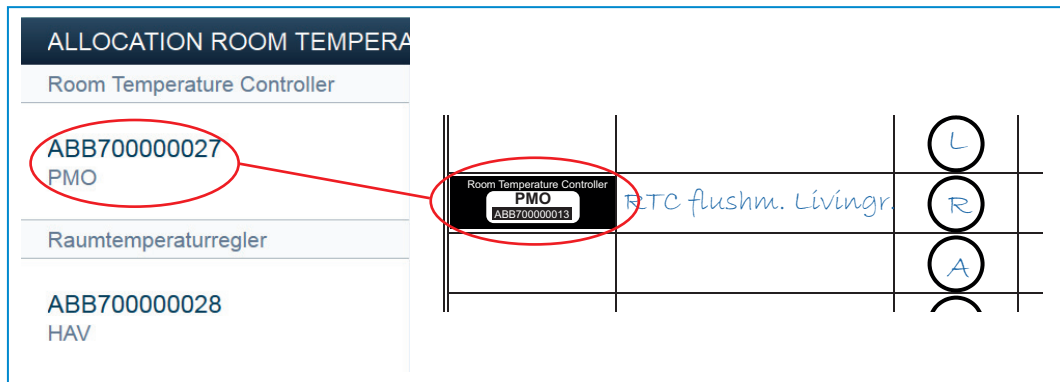 ALLOCATION ROOM TEMPERA
Room Temperature Controller
ABB700000027
PMO
Raumtemperaturregler
ABB700000028
HAV
L
Room Temperature Controller
PMO
ABB700000013
RTC flushm. Livingr.
R
A